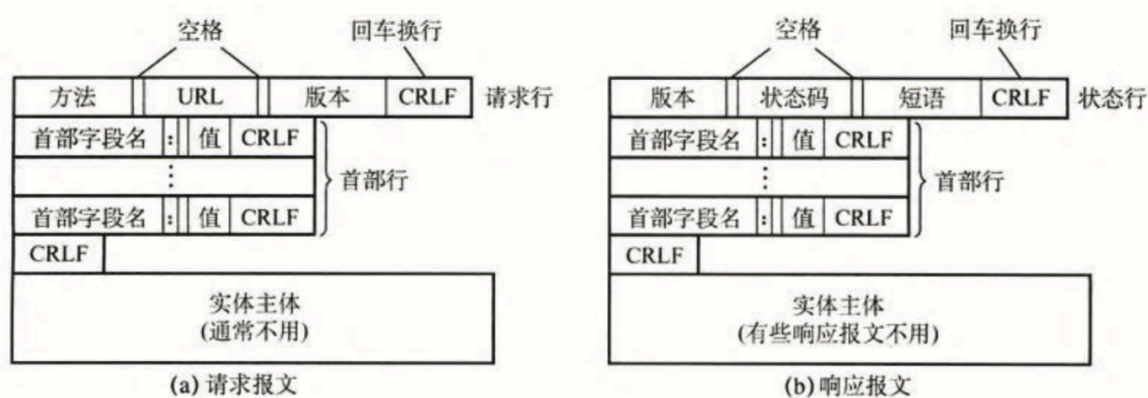 空格 回车换行
方法 URL 版本 CRLF 请求行
首部字段名 : 值 CRLF
⋮ 首部行
首部字段名 : 值 CRLF
CRLF
实体主体
(通常不用)
(a) 请求报文
空格 回车换行
版本 状态码 短语 CRLF 状态行
首部字段名 : 值 CRLF
⋮ 首部行
首部字段名 : 值 CRLF
CRLF
实体主体
(有些响应报文不用)
(b) 响应报文